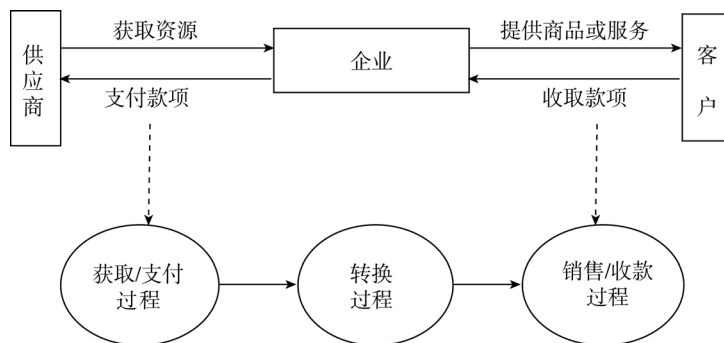 供应商
获取资源
支付款项
企业
提供商品或服务
收取款项
客户
获取/支付
过程
转换
过程
销售/收款
过程